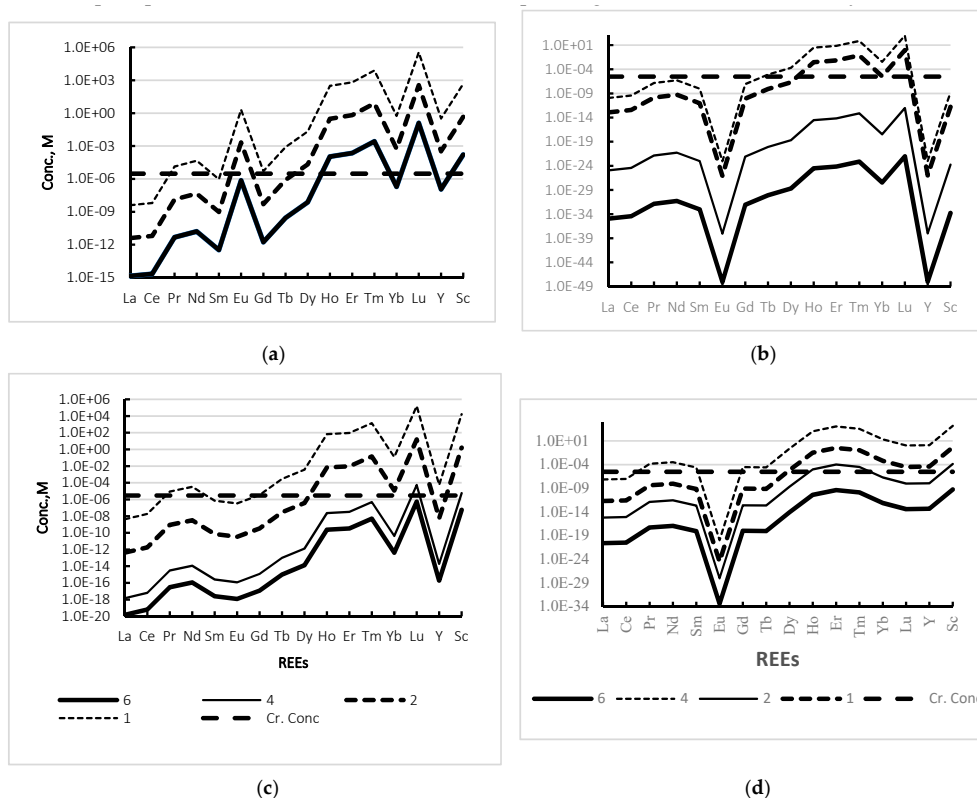 1.0E+06
1.0E+03
1.0E+00
1.0E-03
1.0E-06
1.0E-09
1.0E-12
1.0E-15
Conc., M
La Ce Pr Nd Sm Eu Gd Tb Dy Ho Er Tm Yb Lu Y Sc
(a)
1.0E+01
1.0E-04
1.0E-09
1.0E-14
1.0E-19
1.0E-24
1.0E-29
1.0E-34
1.0E-39
1.0E-44
1.0E-49
La Ce Pr Nd Sm Eu Gd Tb Dy Ho Er Tm Yb Lu Y Sc
(b)
1.0E+06
1.0E+04
1.0E+02
1.0E+00
1.0E-02
1.0E-04
1.0E-06
1.0E-08
1.0E-10
1.0E-12
1.0E-14
1.0E-16
1.0E-18
1.0E-20
Conc.,M
La Ce Pr Nd Sm Eu Gd Tb Dy Ho Er Tm Yb Lu Y Sc
REEs
6 4 2
1 Cr. Conc
(c)
1.0E+01
1.0E-04
1.0E-09
1.0E-14
1.0E-19
1.0E-24
1.0E-29
1.0E-34
La Ce Pr Nd Sm Eu Gd Tb Dy Ho Er Tm Yb Lu Y Sc
REEs
6 4 2 1 Cr. Conc
(d)